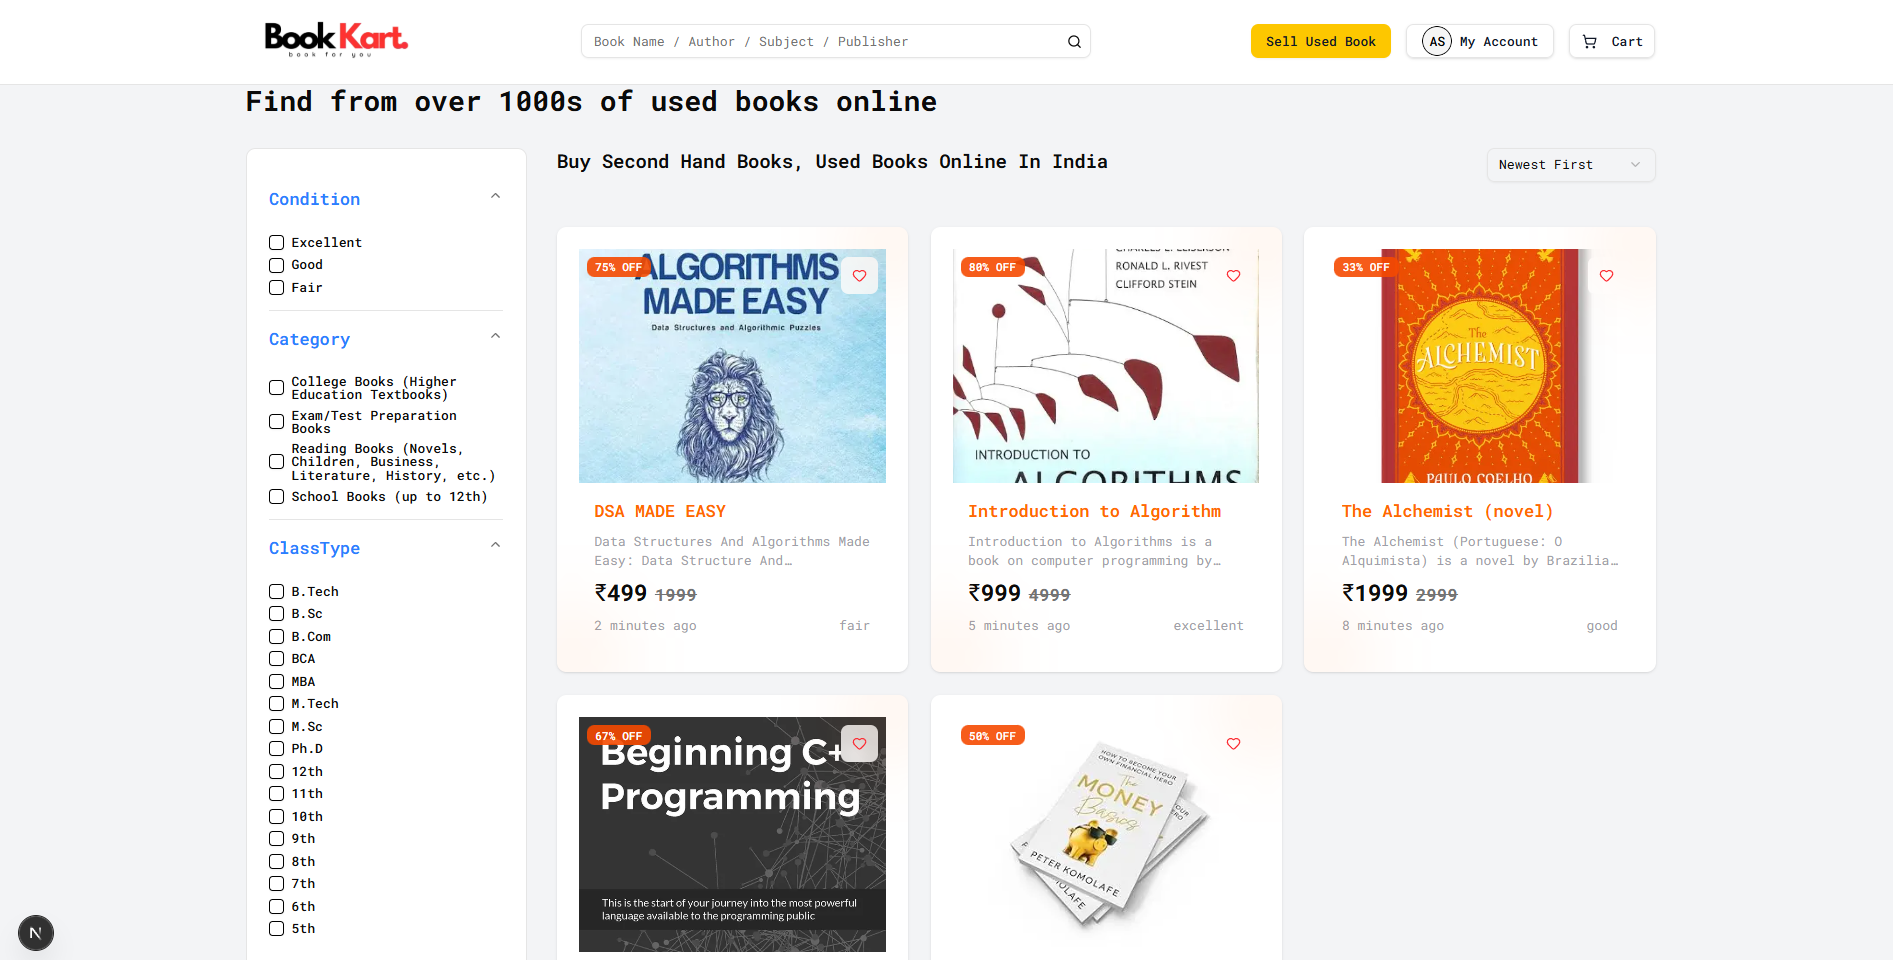 BookKart.
book for you
Book Name / Author / Subject / Publisher
Sell Used Book
AS My Account
Cart
Find from over 1000s of used books online
Condition
Excellent
Good
Fair
Category
College Books (Higher
Education Textbooks)
Exam/Test Preparation
Books
Reading Books (Novels,
Children, Business,
Literature, History, etc.)
School Books (up to 12th)
ClassType
B.Tech
B.Sc
B.Com
BCA
MBA
M.Tech
M.Sc
Ph.D
12th
11th
10th
9th
8th
7th
6th
5th
N
Buy Second Hand Books, Used Books Online In India
Newest First
75% OFF
ALGORITHMS
MADE EASY
Data Structures and Algorithmic Puzzles
DSA MADE EASY
Data Structures And Algorithms Made
Easy: Data Structure And…
₹499 1999
2 minutes ago
fair
80% OFF
CHARLES E. LEISERSON
RONALD L. RIVEST
CLIFFORD STEIN
INTRODUCTION TO
ALGORITHMS
Introduction to Algorithm
Introduction to Algorithms is a
book on computer programming by…
₹999 4999
5 minutes ago
excellent
33% OFF
The
ALCHEMIST
PAULO COELHO
The Alchemist (novel)
The Alchemist (Portuguese: O
Alquimista) is a novel by Brazilia…
₹1999 2999
8 minutes ago
good
67% OFF
Beginning C+
Programming
This is the start of your journey into the most powerful
language available to the programming public
50% OFF
HOW TO BECOME YOUR
OWN FINANCIAL HERO
The
MONEY
Basics
PETER KOMOLAFE